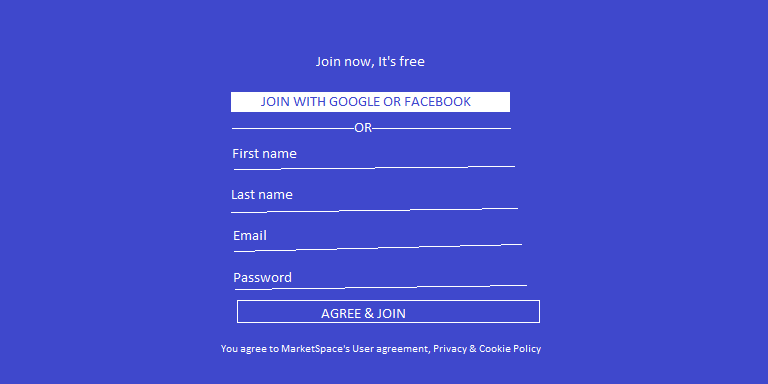 Join now, It's free
JOIN WITH GOOGLE OR FACEBOOK
OR
First name
Last name
Email
Password
AGREE & JOIN
You agree to MarketSpace's User agreement, Privacy & Cookie Policy